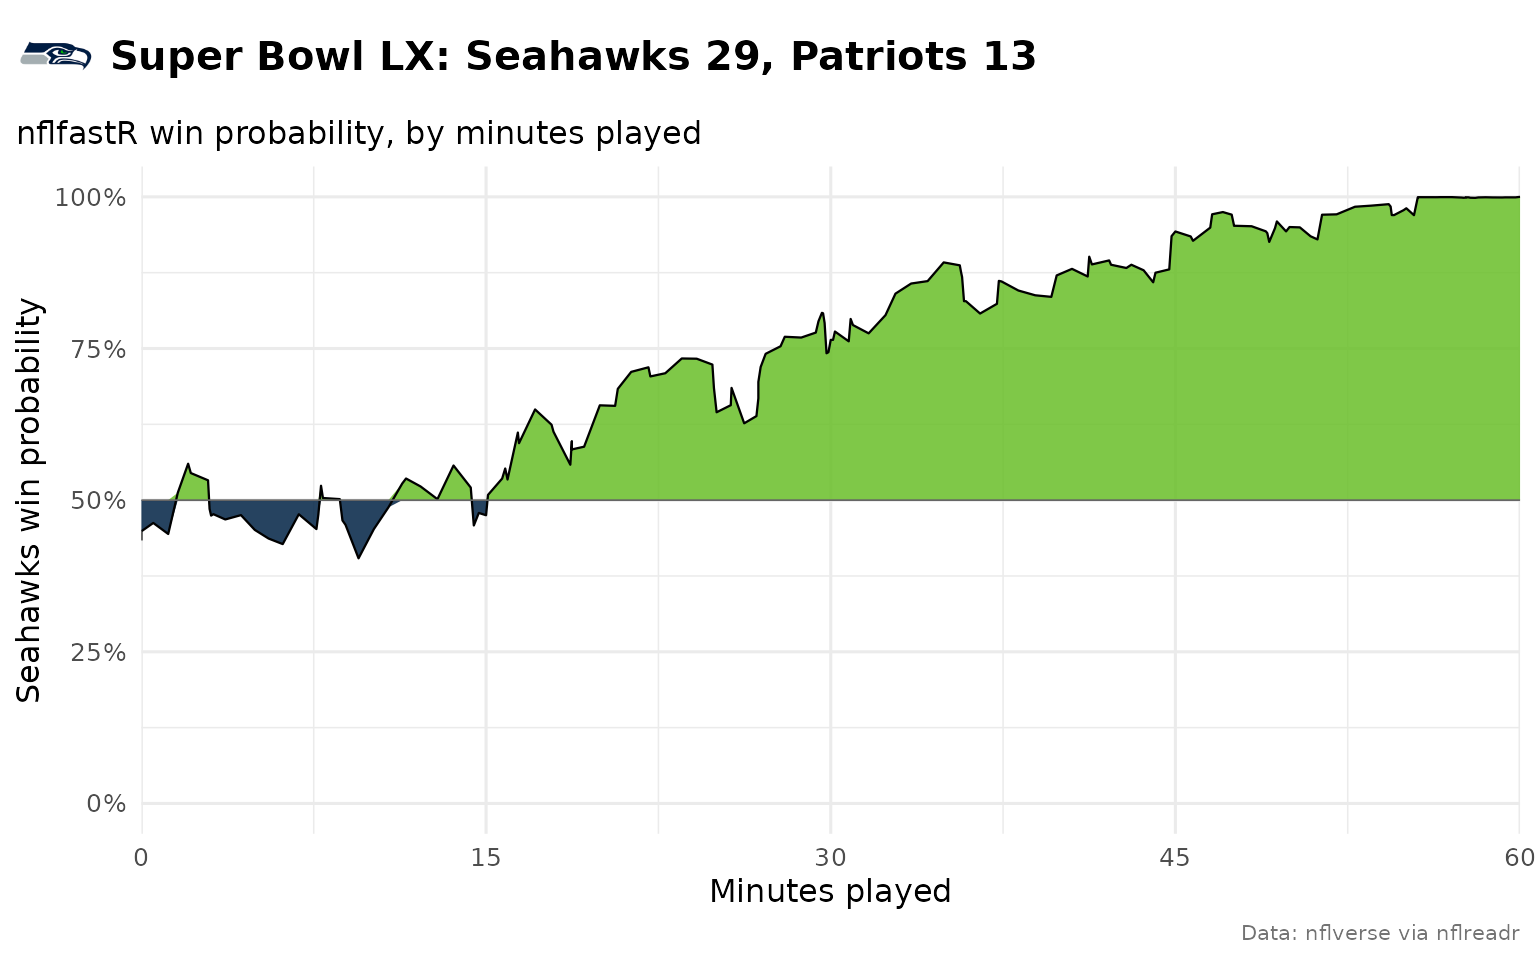 Super Bowl LX: Seahawks 29, Patriots 13
nflfastR win probability, by minutes played
Seahawks win probability
100%
75%
50%
25%
0%
0 15 30 45 60
Minutes played
Data: nflverse via nflreadr